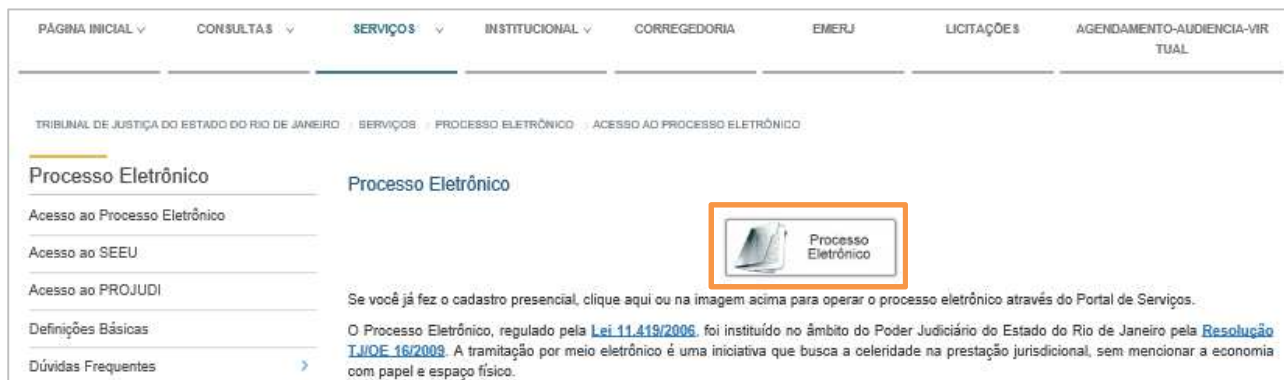 PÁGINA INICIAL
CONSULTAS
SERVIÇOS
INSTITUCIONAL
CORREGEDORIA
EMERJ
LICITAÇÕES
AGENDAMENTO-AUDIENCIA-VIR
TUAL
TRIBUNAL DE JUSTIÇA DO ESTADO DO RIO DE JANEIRO SERVIÇOS PROCESSO ELETRÔNICO ACESSO AO PROCESSO ELETRÔNICO
Processo Eletrônico
Acesso ao Processo Eletrônico
Acesso ao SEEU
Acesso ao PROJUDI
Definições Básicas
Dúvidas Frequentes
Processo Eletrônico
Processo
Eletrônico
Se você já fez o cadastro presencial, clique aqui ou na imagem acima para operar o processo eletrônico através do Portal de Serviços.
O Processo Eletrônico, regulado pela Lei 11.419/2006, foi instituído no âmbito do Poder Judiciário do Estado do Rio de Janeiro pela Resolução
TJ/OE 16/2009. A tramitação por meio eletrônico é uma iniciativa que busca a celeridade na prestação jurisdicional, sem mencionar a economia
com papel e espaço físico.